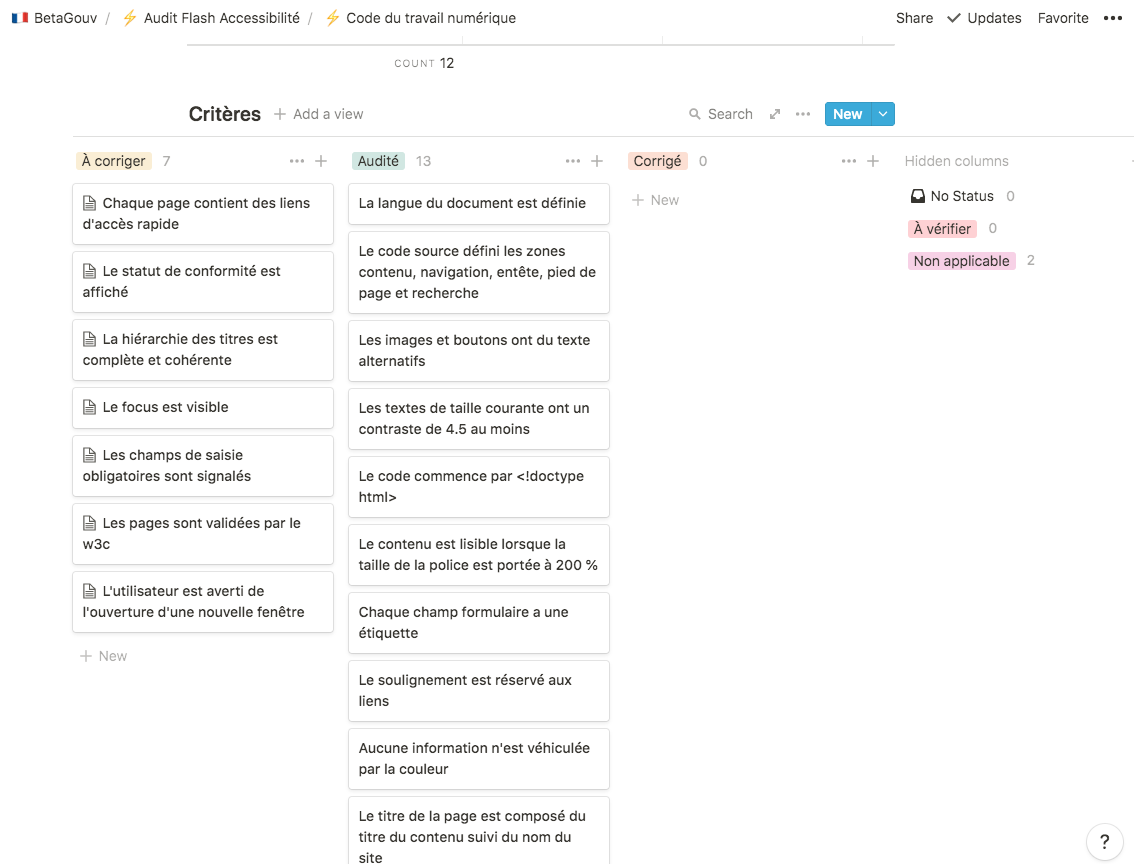 BetaGouv / ⚡ Audit Flash Accessibilité / ⚡ Code du travail numérique
Share Updates Favorite
COUNT 12
Critères + Add a view
Search
New
À corriger 7
Chaque page contient des liens
d'accès rapide
Le statut de conformité est
affiché
La hiérarchie des titres est
complète et cohérente
Le focus est visible
Les champs de saisie
obligatoires sont signalés
Les pages sont validées par le
w3c
L'utilisateur est averti de
l'ouverture d'une nouvelle fenêtre
+ New
Audité 13
La langue du document est définie
Le code source défini les zones
contenu, navigation, entête, pied de
page et recherche
Les images et boutons ont du texte
alternatifs
Les textes de taille courante ont un
contraste de 4.5 au moins
Le code commence par <!doctype
html>
Le contenu est lisible lorsque la
taille de la police est portée à 200 %
Chaque champ formulaire a une
étiquette
Le soulignement est réservé aux
liens
Aucune information n'est véhiculée
par la couleur
Le titre de la page est composé du
titre du contenu suivi du nom du
site
Corrigé 0
+ New
Hidden columns
No Status 0
À vérifier 0
Non applicable 2
?